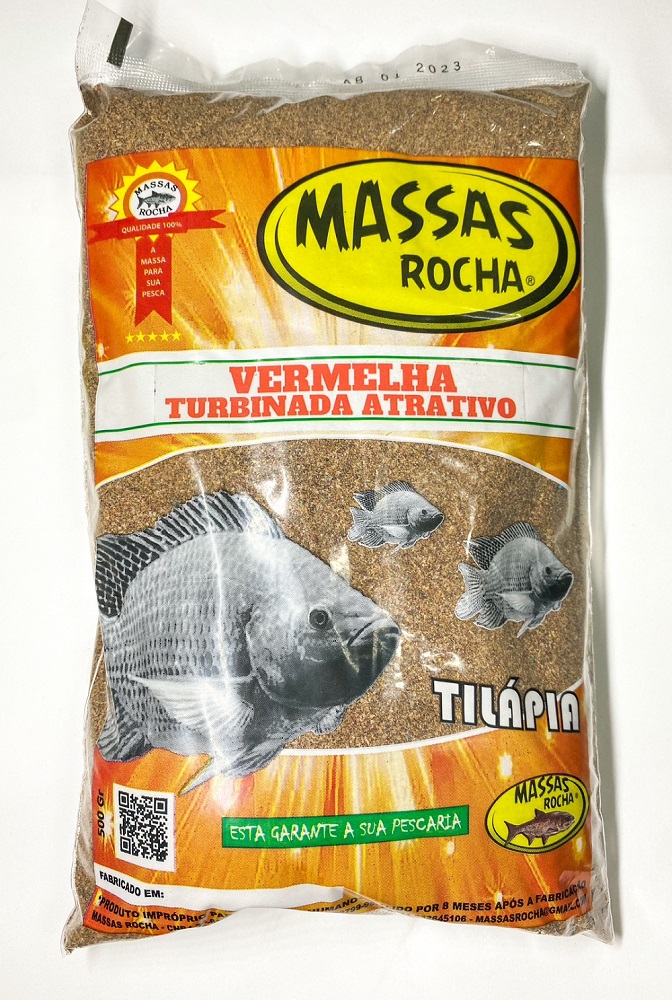 AB 01 2023
MASSAS
ROCHA
QUALIDADE 100%
A
MASSA
PARA
SUA
PESCA
MASSAS
ROCHA®
VERMELHA
TURBINADA ATRATIVO
TILÁPIA
500 Gr
ESTA GARANTE A SUA PESCARIA
MASSAS
ROCHA®
FABRICADO EM:
*PRODUTO IMPRÓPRIO HUMANO POR 8 MESES APÓS A FABRICAÇÃO
MASSAS ROCHA - 845106 - MASSASROCHA@GMAIL.COM